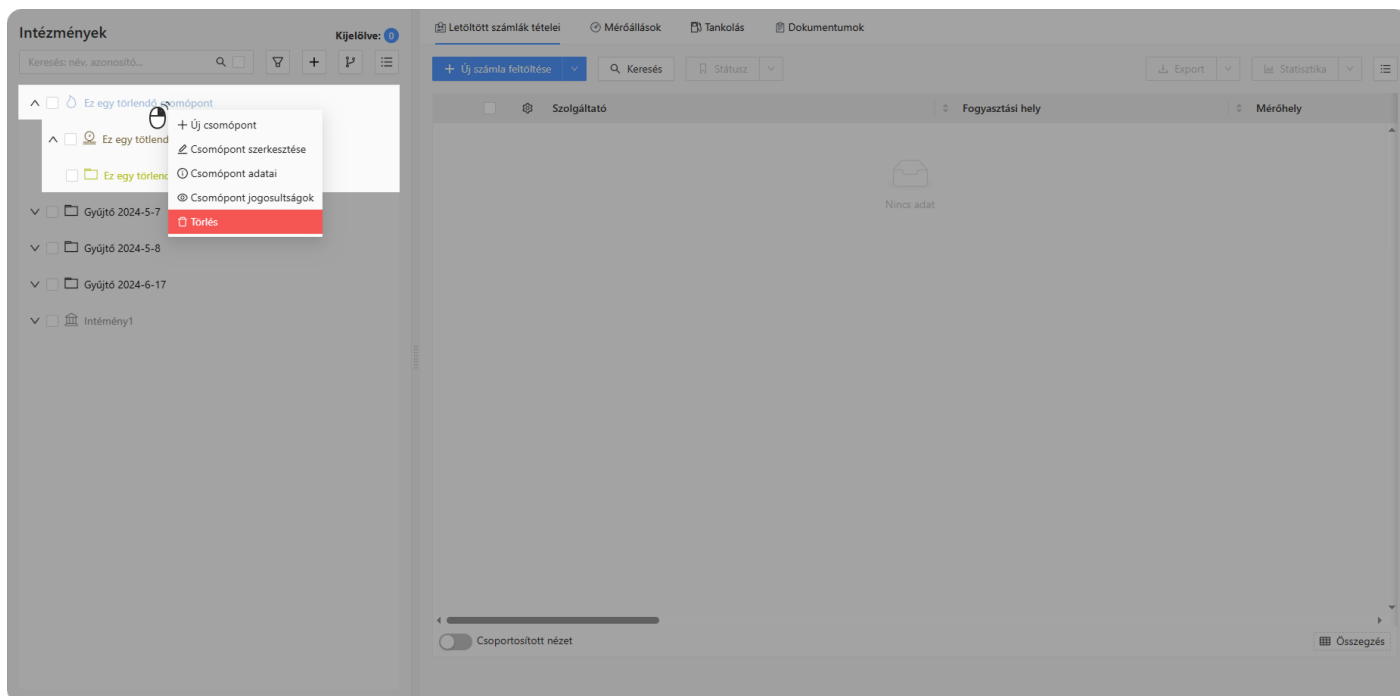 Intézmények
Kijelölve: 0
Keresés: név, azonosító...
Ez egy törlendő csomópont
Ez egy tötlend
Ez egy törlend
Gyűjtő 2024-5-7
Gyűjtő 2024-5-8
Gyűjtő 2024-6-17
Intémény1
Új csomópont
Csomópont szerkesztése
Csomópont adatai
Csomópont jogosultságok
Törlés
Letöltött számlák tételei
Mérőállások
Tankolás
Dokumentumok
Új számla feltöltése
Keresés
Státusz
Export
Statisztika
Szolgáltató
Fogyasztási hely
Mérőhely
Nincs adat
Csoportosított nézet
Összegzés